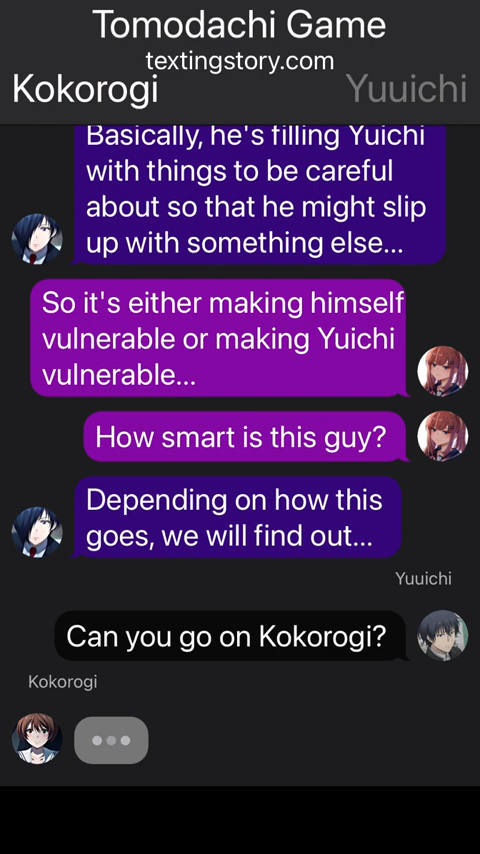 Tomodachi Game
textingstory.com
Kokorogi
Yuuichi
Basically, he's filling Yuichi
with things to be careful
about so that he might slip
up with something else...
So it's either making himself
vulnerable or making Yuichi
vulnerable...
How smart is this guy?
Depending on how this
goes, we will find out...
Yuuichi
Can you go on Kokorogi?
Kokorogi